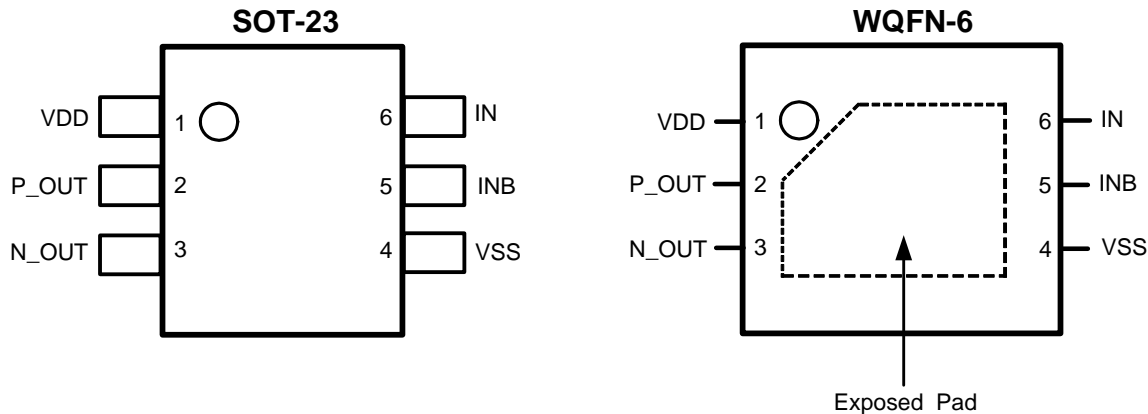 SOT-23
VDD
P_OUT
N_OUT
1
2
3
6
5
4
IN
INB
VSS
WQFN-6
VDD
P_OUT
N_OUT
1
2
3
6
5
4
IN
INB
VSS
Exposed Pad